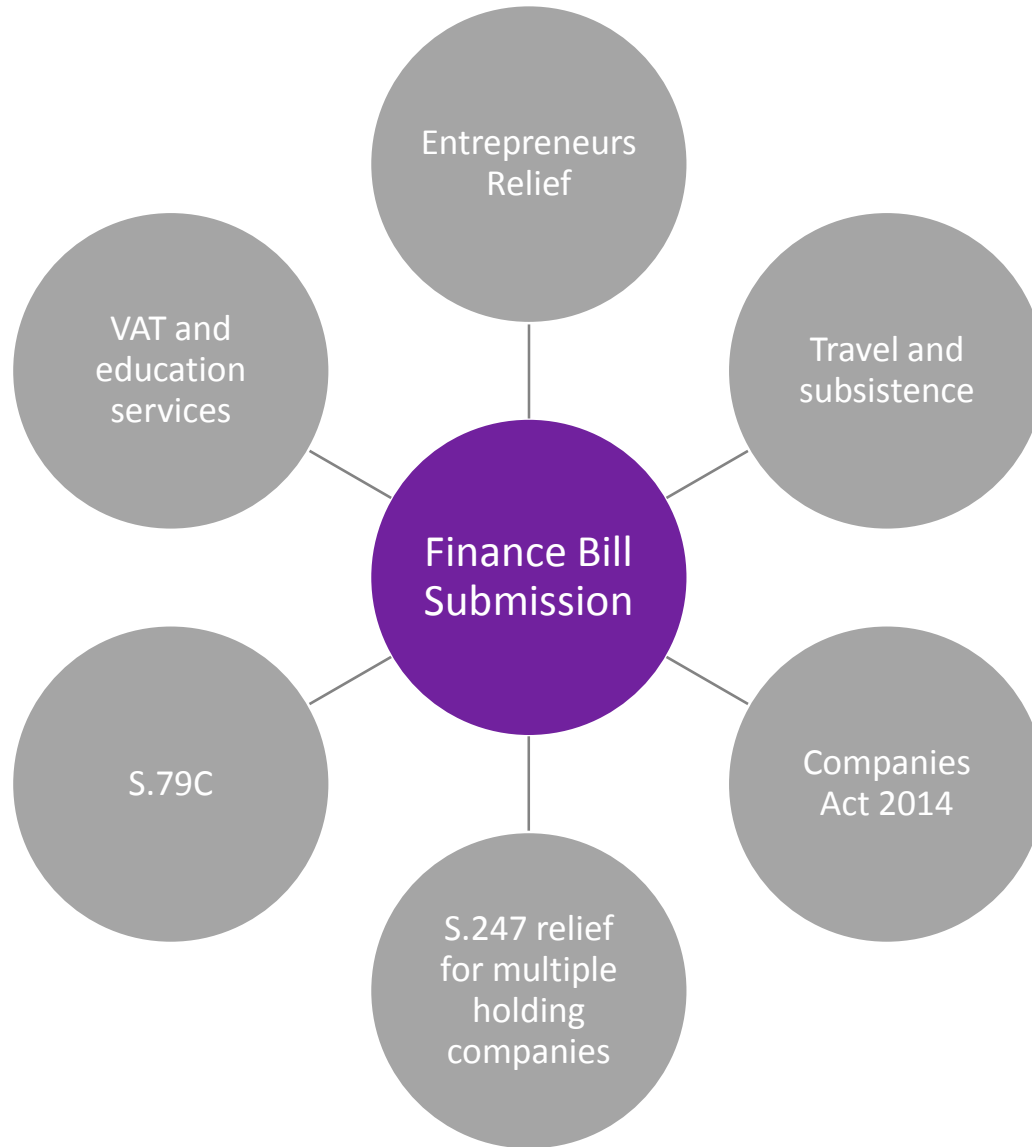 Entrepreneurs
Relief
VAT and
education
services
Travel and
subsistence
Finance Bill
Submission
S.79C
Companies
Act 2014
S.247 relief
for multiple
holding
companies